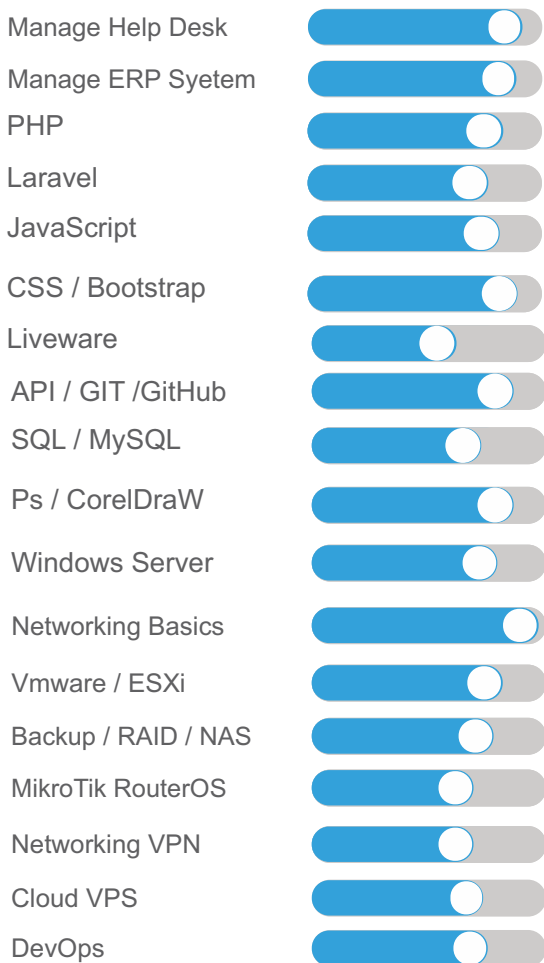 Manage Help Desk
Manage ERP Syetem
PHP
Laravel
JavaScript
CSS / Bootstrap
Liveware
API / GIT /GitHub
SQL / MySQL
Ps / CorelDraW
Windows Server
Networking Basics
Vmware / ESXi
Backup / RAID / NAS
MikroTik RouterOS
Networking VPN
Cloud VPS
DevOps